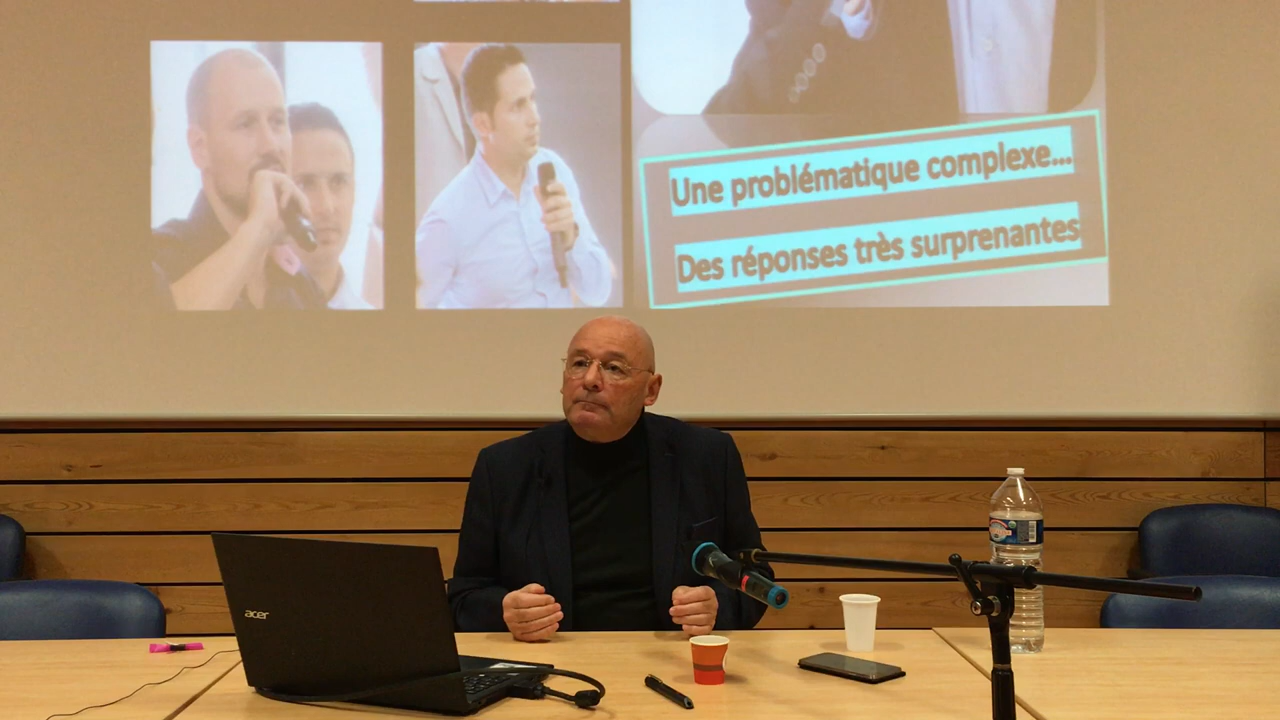 Une problématique complexe...
Des réponses très surprenantes
acer